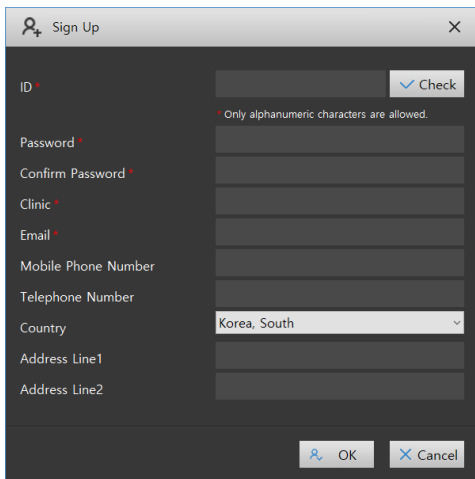 Sign Up
ID *
Check
* Only alphanumeric characters are allowed.
Password *
Confirm Password *
Clinic *
Email *
Mobile Phone Number
Telephone Number
Country
Korea, South
Address Line1
Address Line2
OK
Cancel